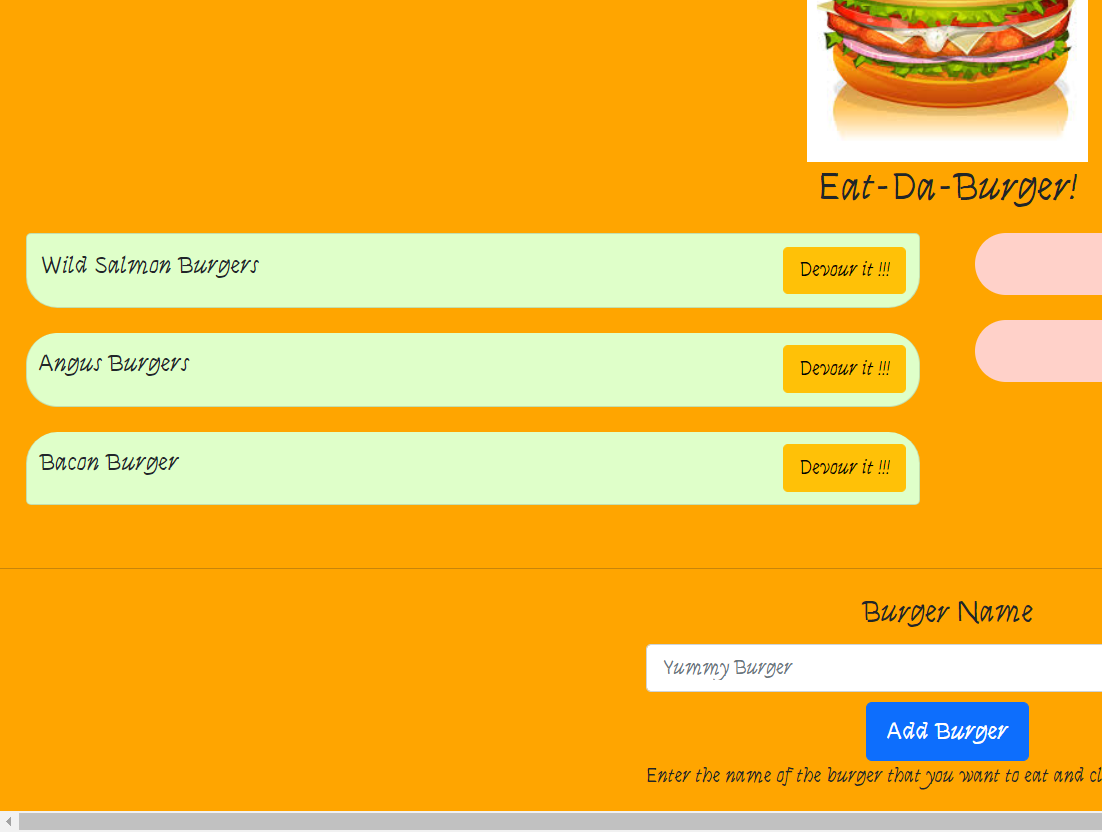 Eat-Da-Burger!
Wild Salmon Burgers
Devour it !!!
Angus Burgers
Devour it !!!
Bacon Burger
Devour it !!!
Burger Name
Yummy Burger
Add Burger
Enter the name of the burger that you want to eat and cl